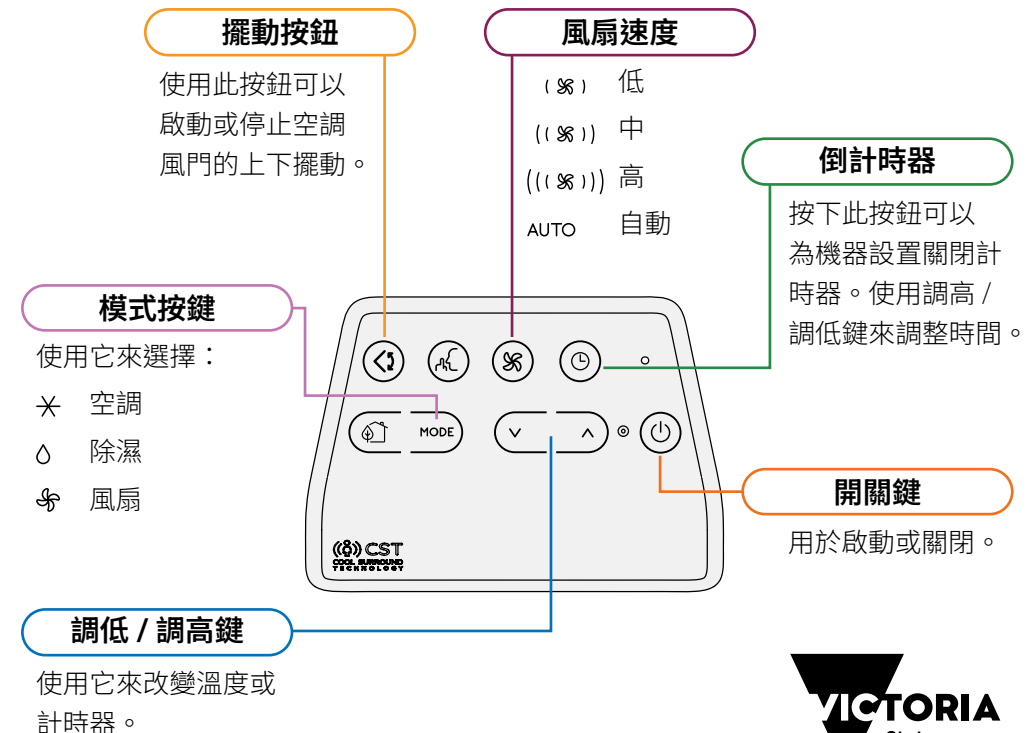 擺動按鈕
使用此按鈕可以
啟動或停止空調
風門的上下擺動。
風扇速度
低
中
高
AUTO 自動
倒計時器
按下此按鈕可以
為機器設置關閉計
時器。使用調高 /
調低鍵來調整時間。
模式按鍵
使用它來選擇：
空調
除濕
風扇
MODE
CST
COOL SURROUND
TECHNOLOGY
開關鍵
用於啟動或關閉。
調低 / 調高鍵
使用它來改變溫度或
計時器。
VICTORIA